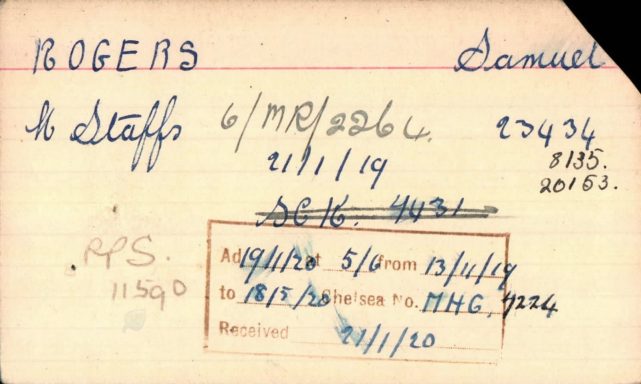 ROGERS Samuel
N Staffs 6/MR/2264. 23434
21/1/19 8135.
20153.
SCK. 4431
RPS.
11590
Ad 19/1/20 at 5/6 from 13/11/19
to 18/5/20 Chelsea No. MHG, 4224
Received 21/1/20